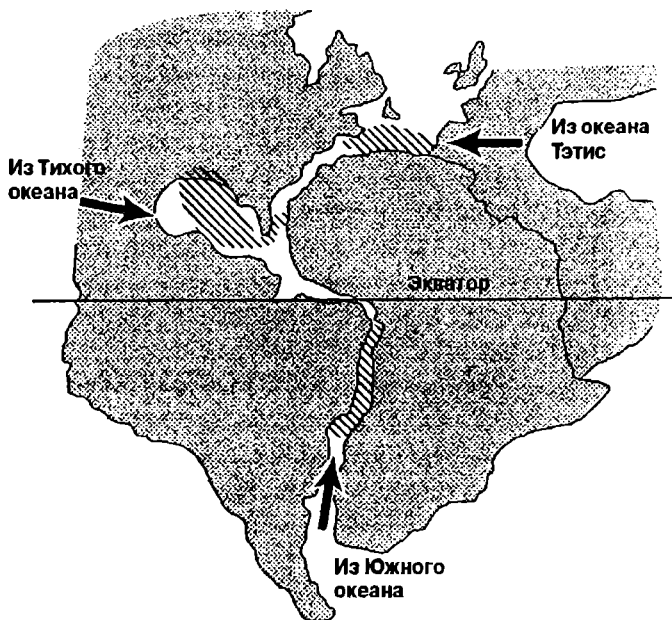 Из океана
Тэтис
Из Тихого
океана
Экватор
Из Южного
океана